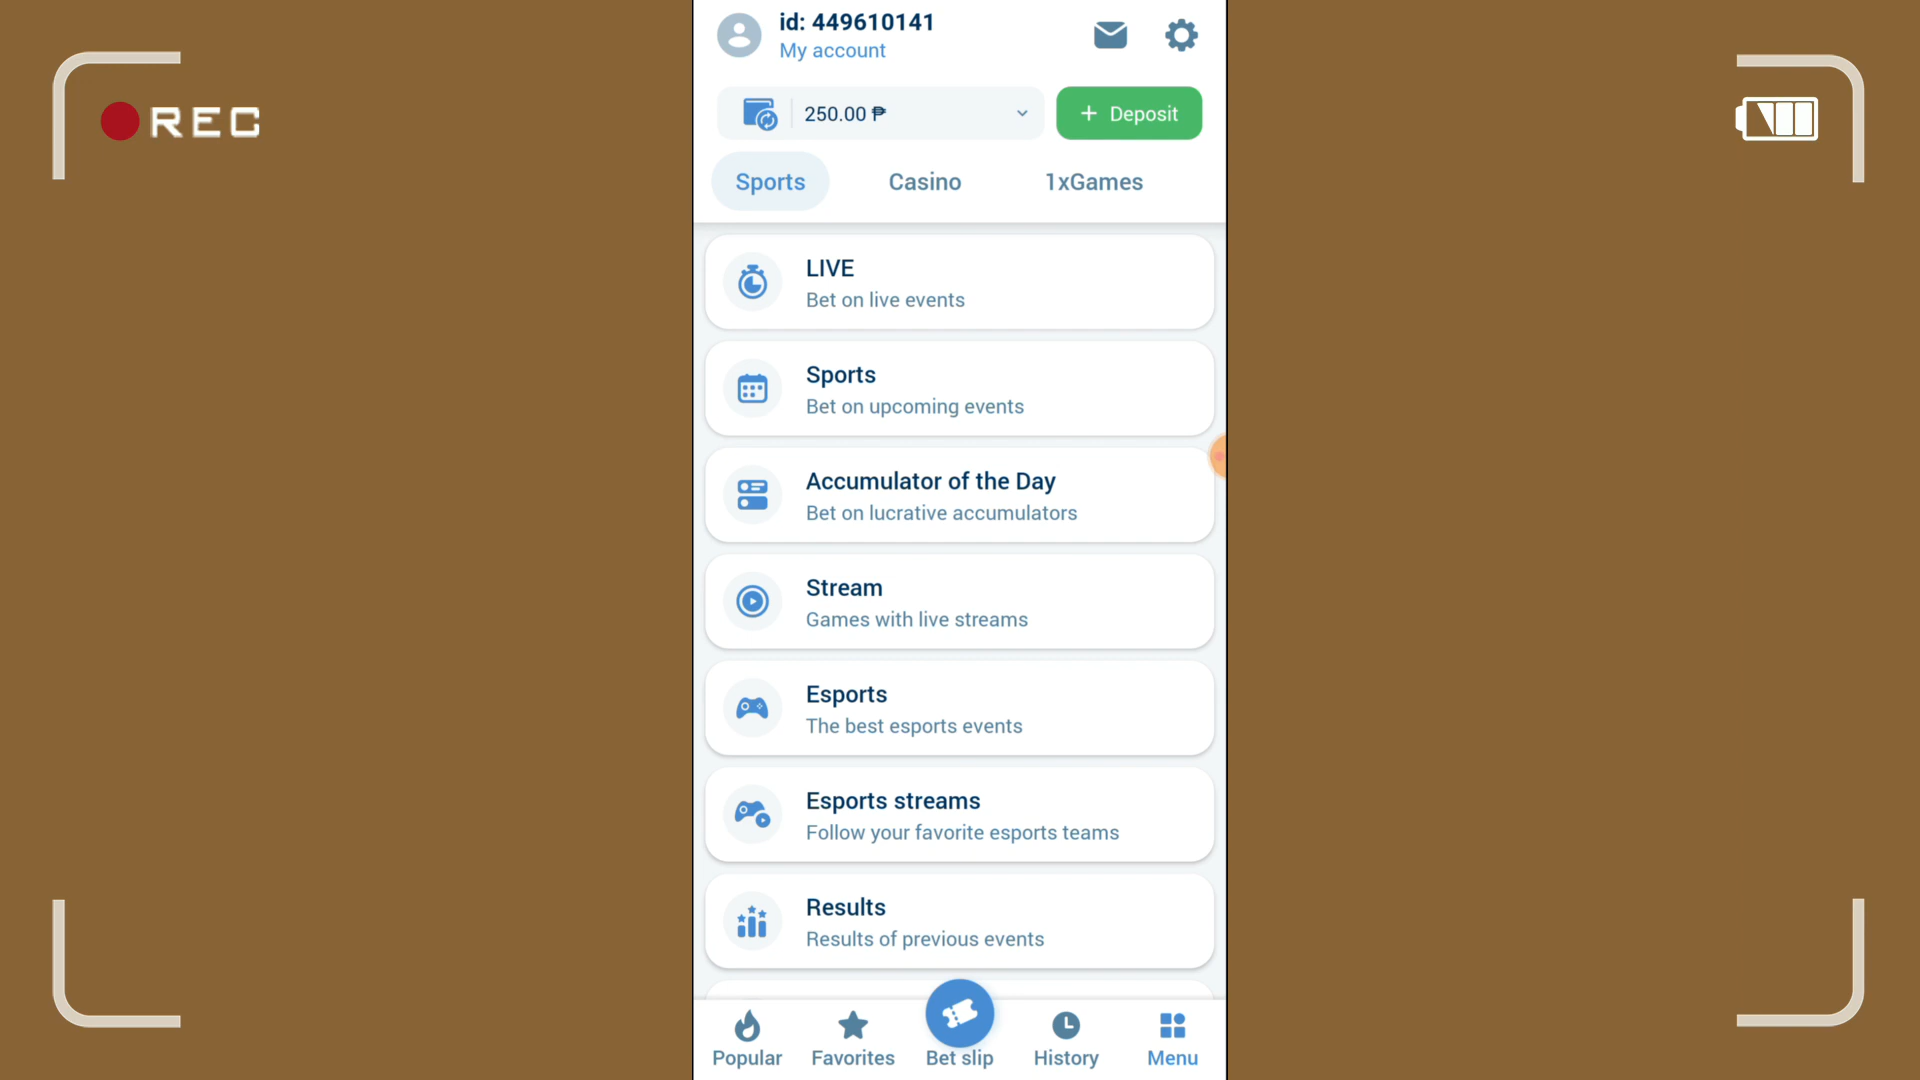 REC
id: 449610141
My account
250.00 ₱
+ Deposit
Sports
Casino
1xGames
LIVE
Bet on live events
Sports
Bet on upcoming events
Accumulator of the Day
Bet on lucrative accumulators
Stream
Games with live streams
Esports
The best esports events
Esports streams
Follow your favorite esports teams
Results
Results of previous events
Popular
Favorites
Bet slip
History
Menu